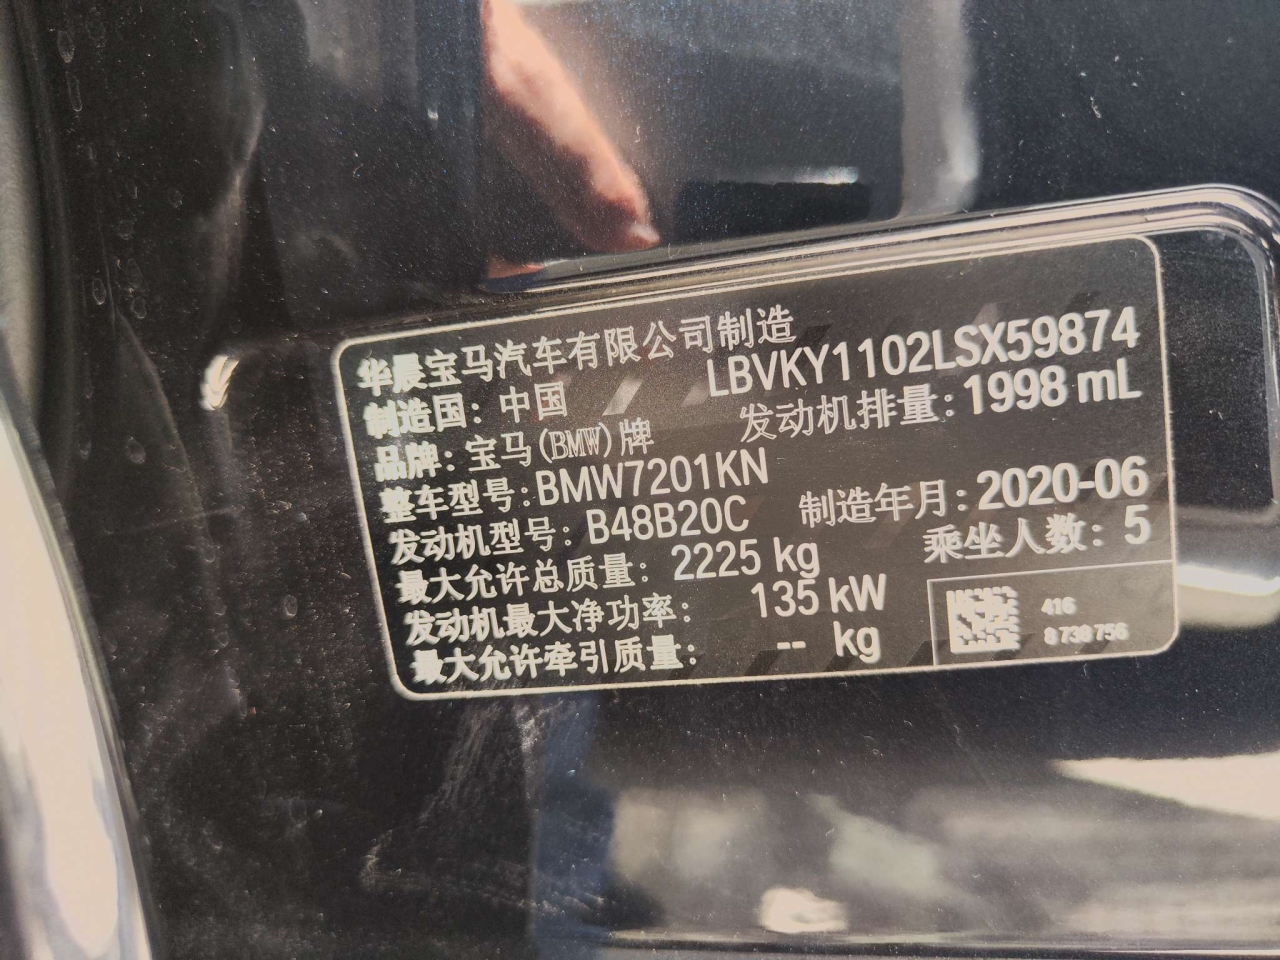 华晨宝马汽车有限公司制造
制造国：中国 LBVKY1102LSX59874
品牌：宝马(BMW)牌 发动机排量：1998 mL
整车型号：BMW7201KN
发动机型号：B48B20C 制造年月：2020-06
最大允许总质量：2225 kg 乘坐人数：5
发动机最大净功率：135 kW
最大允许牵引质量：-- kg
416
8 738 756